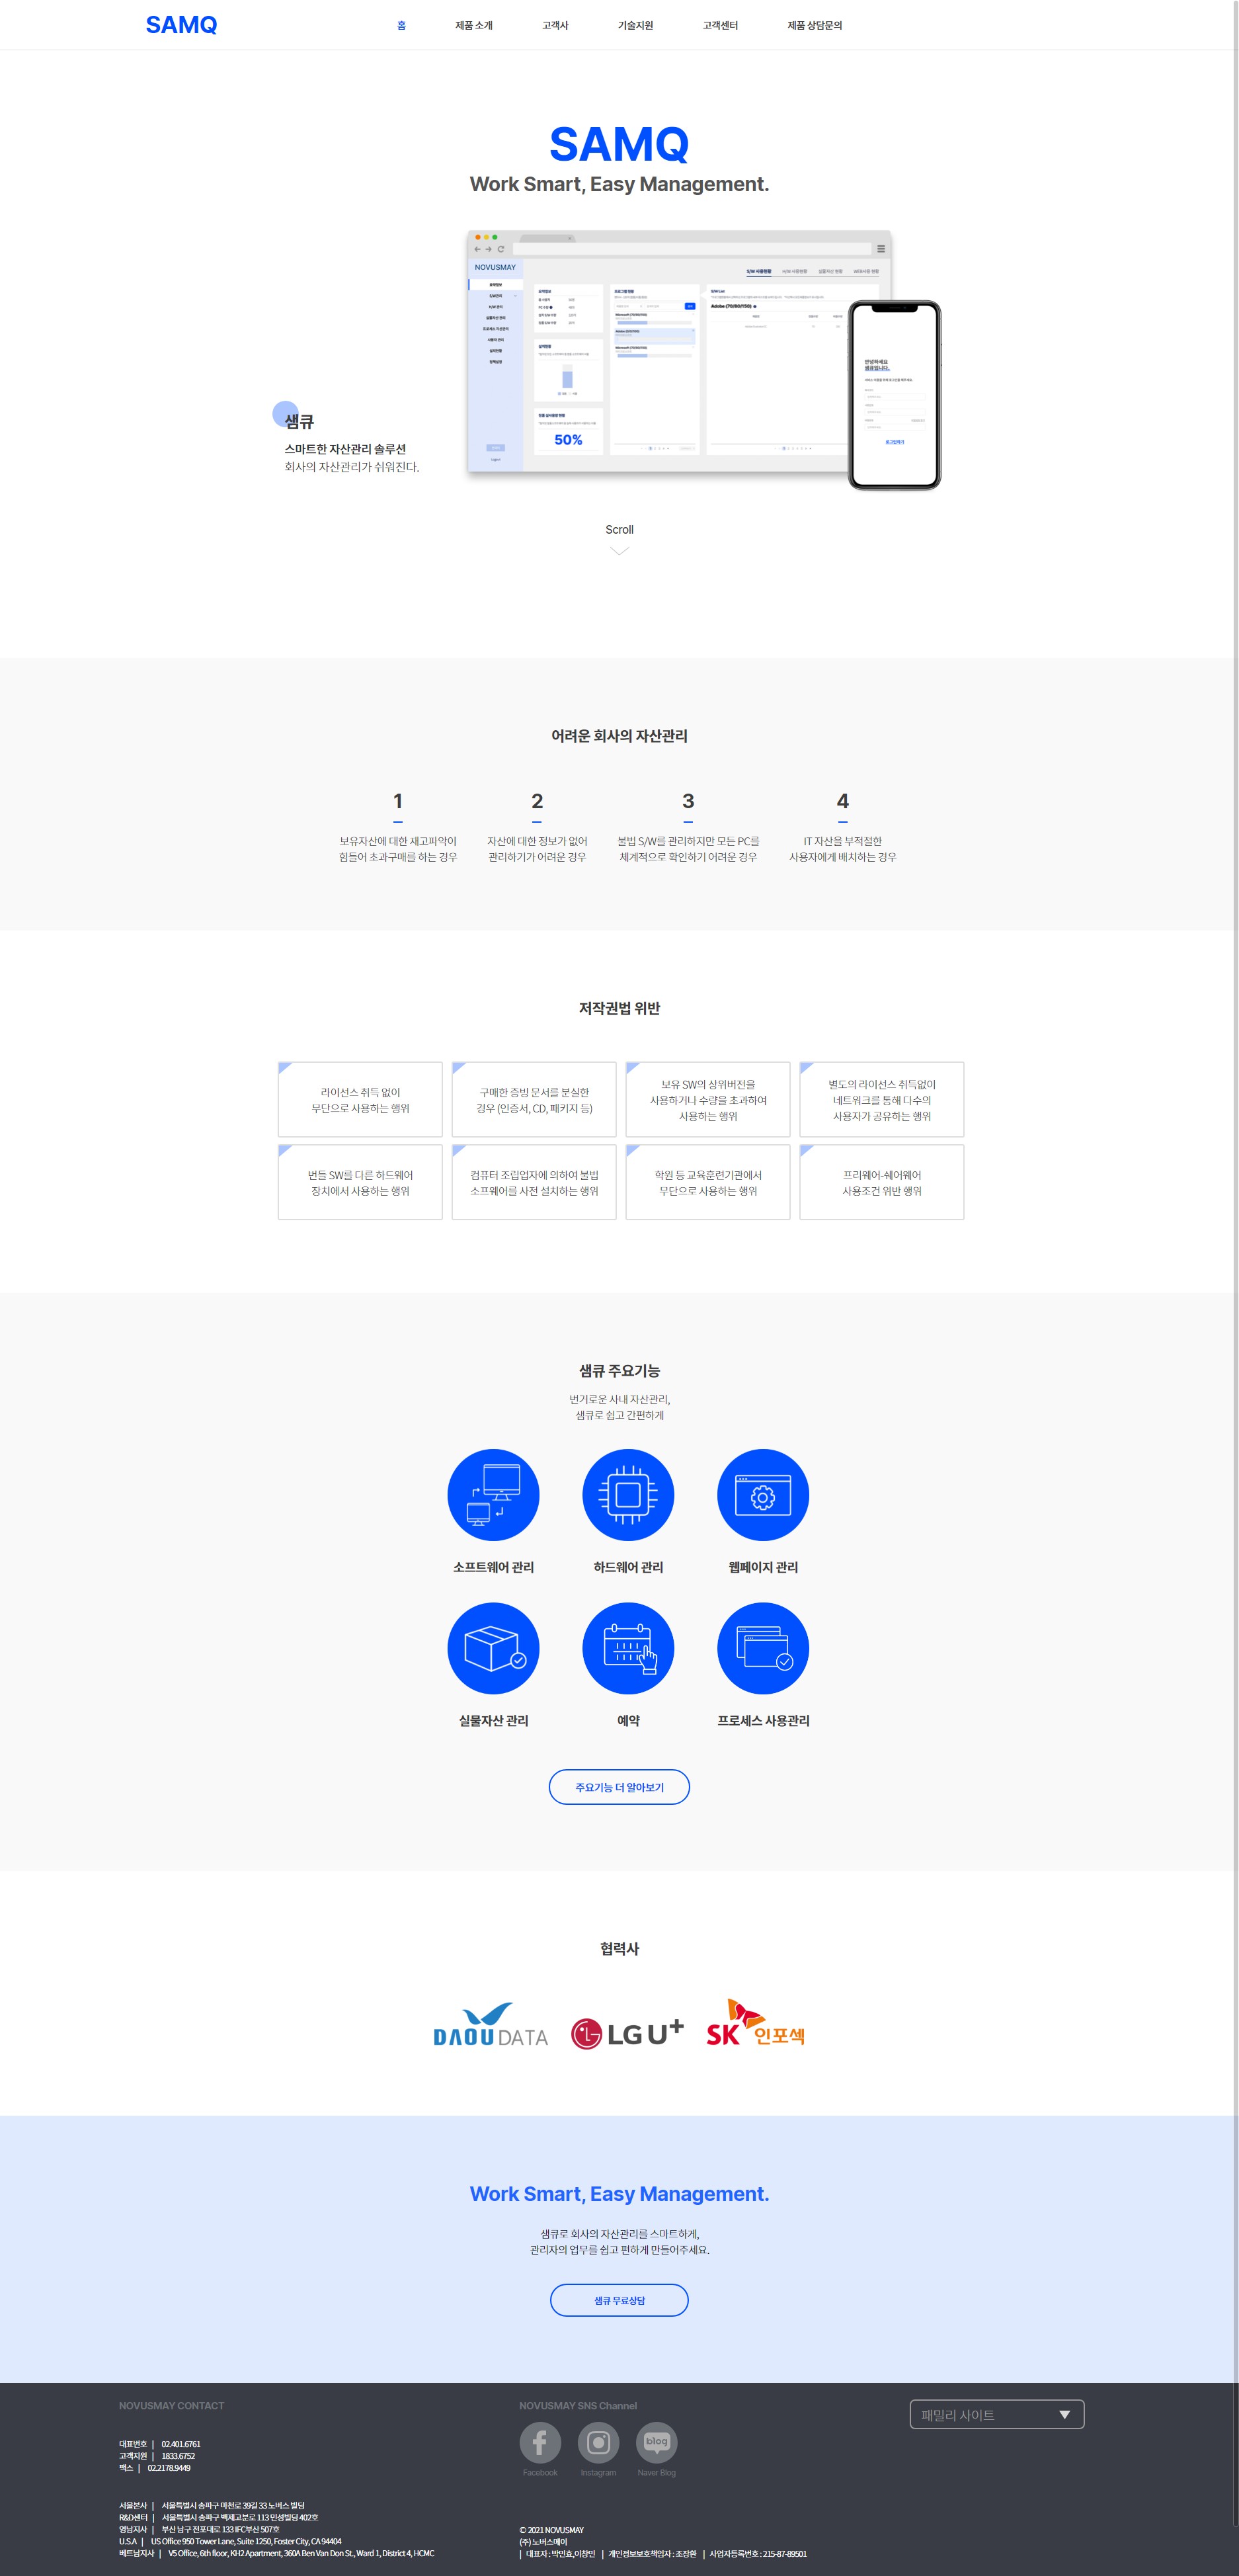 SAMQ
홈
제품 소개
고객사
기술지원
고객센터
제품 상담문의
SAMQ
Work Smart, Easy Management.
NOVUSMAY
50%
안녕하세요
샘큐입니다.
로그인하기
샘큐
스마트한 자산관리 솔루션
회사의 자산관리가 쉬워진다.
Scroll
어려운 회사의 자산관리
1
보유자산에 대한 재고파악이
힘들어 초과구매를 하는 경우
2
자산에 대한 정보가 없어
관리하기가 어려운 경우
3
불법 S/W를 관리하지만 모든 PC를
체계적으로 확인하기 어려운 경우
4
IT 자산을 부적절한
사용자에게 배치하는 경우
저작권법 위반
라이선스 취득 없이
무단으로 사용하는 행위
구매한 증빙 문서를 분실한
경우 (인증서, CD, 패키지 등)
보유 SW의 상위버전을
사용하기나 수량을 초과하여
사용하는 행위
별도의 라이선스 취득없이
네트워크를 통해 다수의
사용자가 공유하는 행위
번들 SW를 다른 하드웨어
장치에서 사용하는 행위
컴퓨터 조립업자에 의하여 불법
소프웨어를 사전 설치하는 행위
학원 등 교육훈련기관에서
무단으로 사용하는 행위
프리웨어-쉐어웨어
사용조건 위반 행위
샘큐 주요기능
번거로운 사내 자산관리,
샘큐로 쉽고 간편하게
소프트웨어 관리
하드웨어 관리
웹페이지 관리
실물자산 관리
예약
프로세스 사용관리
주요기능 더 알아보기
협력사
DAOU DATA
LG U+
SK 인포섹
Work Smart, Easy Management.
샘큐로 회사의 자산관리를 스마트하게,
관리자의 업무를 쉽고 편하게 만들어주세요.
샘큐 무료상담
NOVUSMAY CONTACT
대표번호 | 02.401.6761
고객지원 | 1833.6752
팩스 | 02.2178.9449
서울본사 | 서울특별시 송파구 마천로 39길 33 노버스 빌딩
R&D센터 | 서울특별시 송파구 백제고분로 113 민성빌딩 402호
영남지사 | 부산 남구 전포대로 133 IFC부산 507호
U.S.A | US Office 950 Tower Lane, Suite 1250, Foster City, CA 94404
베트남지사 | V5 Office, 6th floor, KH2 Apartment, 360A Ben Van Don St., Ward 1, District 4, HCMC
NOVUSMAY SNS Channel
blog
Facebook
Instagram
Naver Blog
© 2021 NOVUSMAY
(주) 노버스메이
| 대표자 : 박민효,이창민 | 개인정보보호책임자 : 조장환 | 사업자등록번호 : 215-87-89501
패밀리 사이트